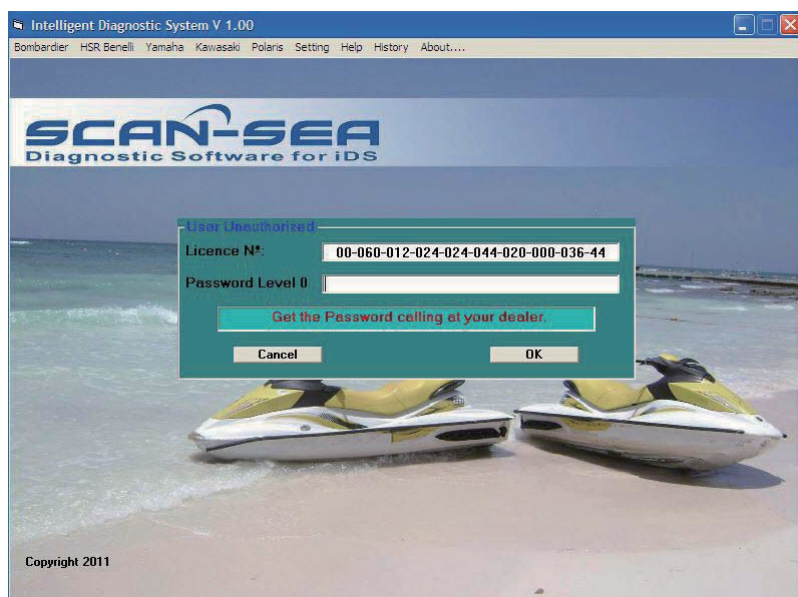 Intelligent Diagnostic System V 1.00
Bombardier HSR Benelli Yamaha Kawasaki Polaris Setting Help History About....
SCAN-SEA
Diagnostic Software for iDS
User Unauthorized
Licence Nº: 00-060-012-024-024-044-020-000-036-44
Password Level 0
Get the Password calling at your dealer.
Cancel OK
Copyright 2011